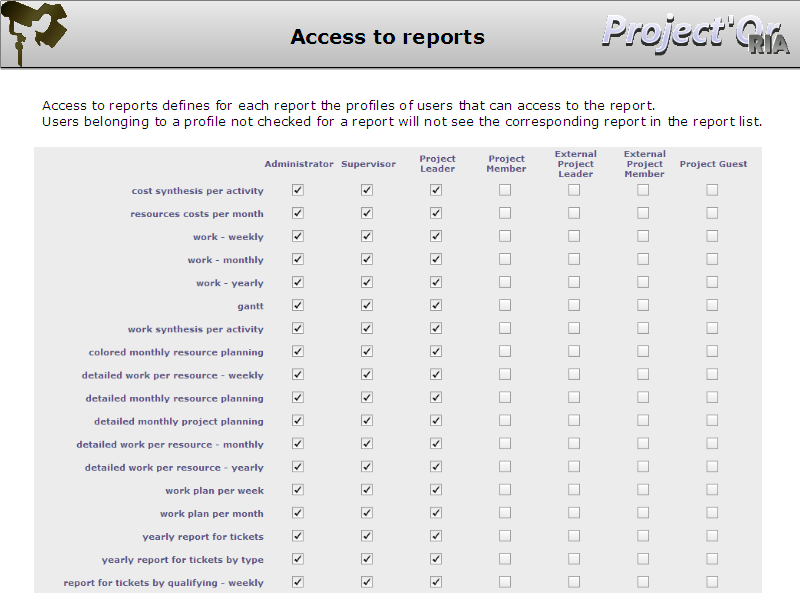 Access to reports
Project'Or
RIA
Access to reports defines for each report the profiles of users that can access to the report.
Users belonging to a profile not checked for a report will not see the corresponding report in the report list.
Administrator Supervisor Project Leader Project Member External Project Leader External Project Member Project Guest
cost synthesis per activity
resources costs per month
work - weekly
work - monthly
work - yearly
gantt
work synthesis per activity
colored monthly resource planning
detailed work per resource - weekly
detailed monthly resource planning
detailed monthly project planning
detailed work per resource - monthly
detailed work per resource - yearly
work plan per week
work plan per month
yearly report for tickets
yearly report for tickets by type
report for tickets by qualifying - weekly